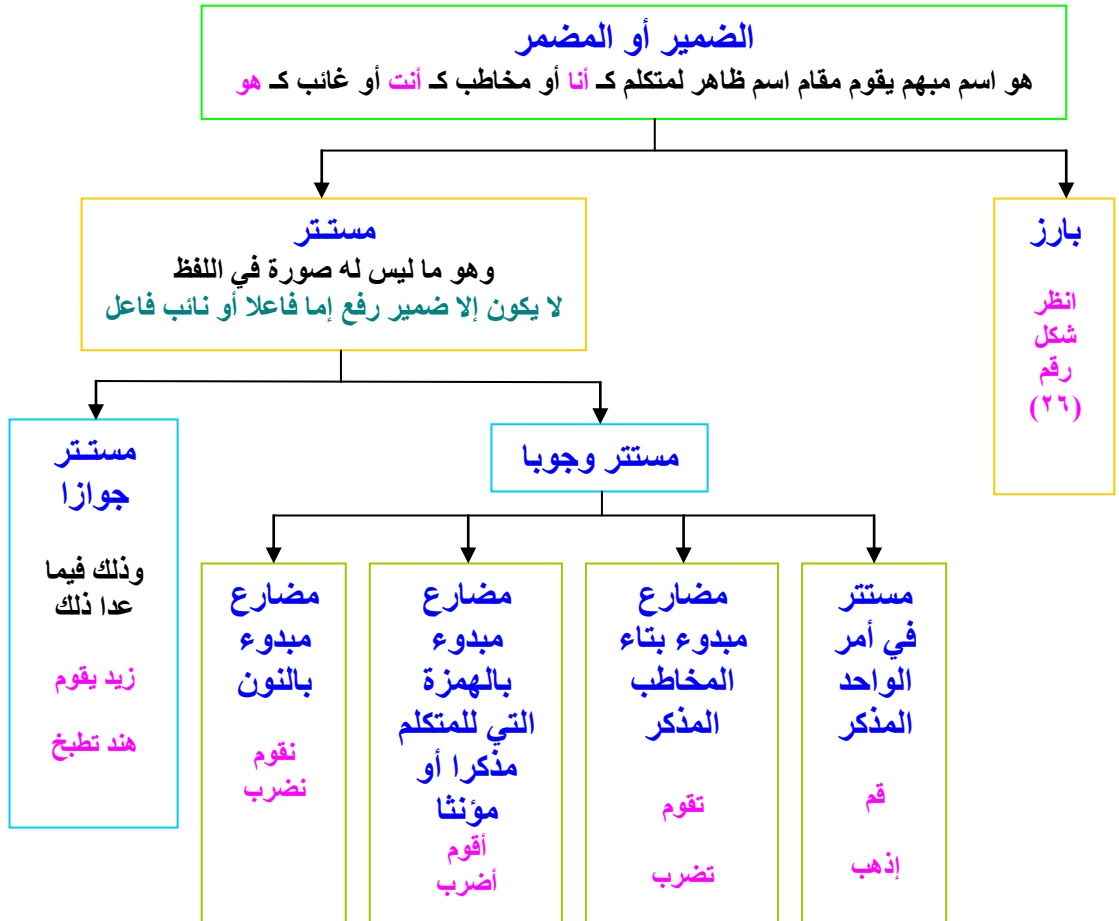 الضمير أو المضمر
هو اسم مبهم يقوم مقام اسم ظاهر لمتكلم كـ أنا أو مخاطب كـ أنت أو غائب كـ هو
بارز
انظر
شكل
رقم
(٢٦)
مستتر
وهو ما ليس له صورة في اللفظ
لا يكون إلا ضمير رفع إما فاعلا أو نائب فاعل
مستتر وجوبا
مستتر
جوازا
وذلك فيما
عدا ذلك
زيد يقوم
هند تطبخ
مستتر
في أمر
الواحد
المذكر
قم
إذهب
مضارع
مبدوء بتاء
المخاطب
المذكر
تقوم
تضرب
مضارع
مبدوء
بالهمزة
التي للمتكلم
مذكرا أو
مؤنثا
أقوم
أضرب
مضارع
مبدوء
بالنون
نقوم
نضرب